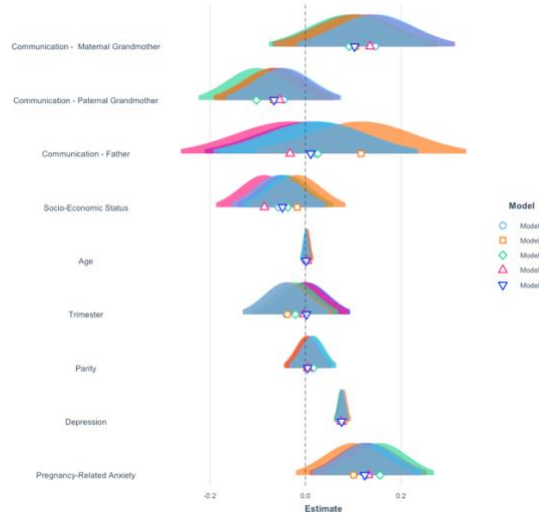 Communication - Maternal Grandmother
Communication - Paternal Grandmother
Communication - Father
Socio-Economic Status
Age
Trimester
Parity
Depression
Pregnancy-Related Anxiety
-0.2 0.0 0.2
Estimate
Model
Model
Model
Model
Model
Model